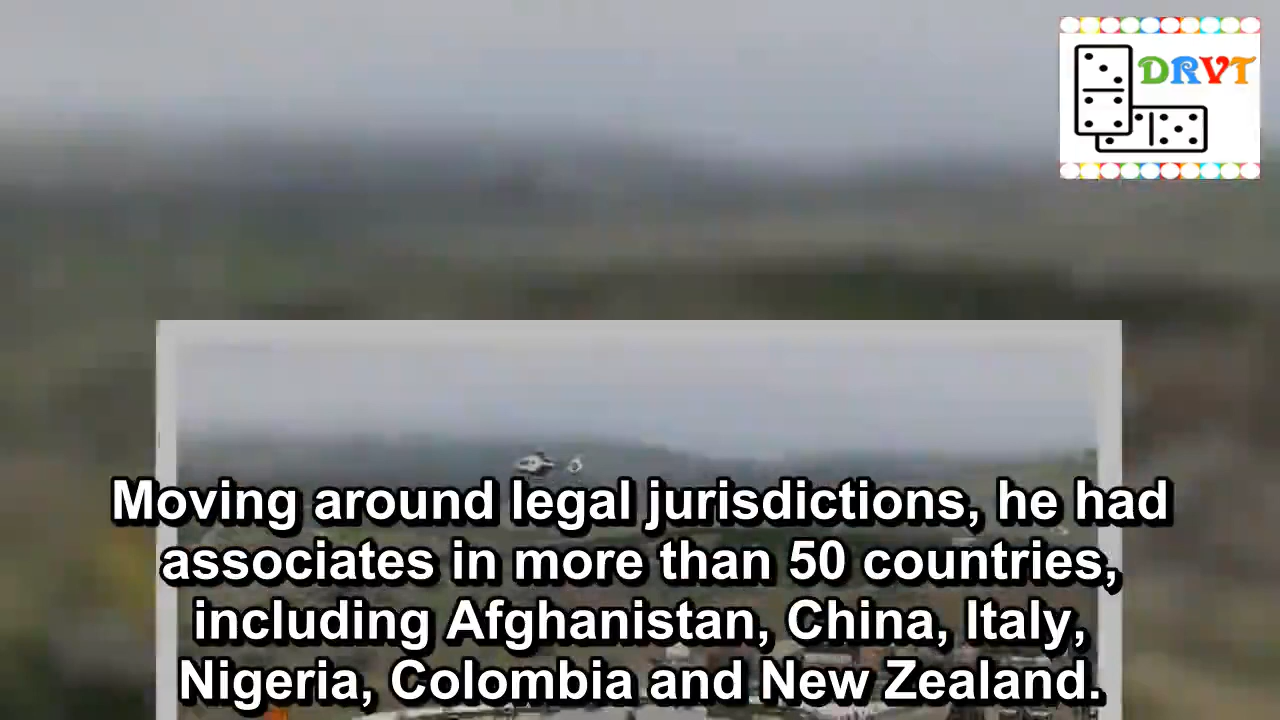 DRVT
Moving around legal jurisdictions, he had
associates in more than 50 countries,
including Afghanistan, China, Italy,
Nigeria, Colombia and New Zealand.